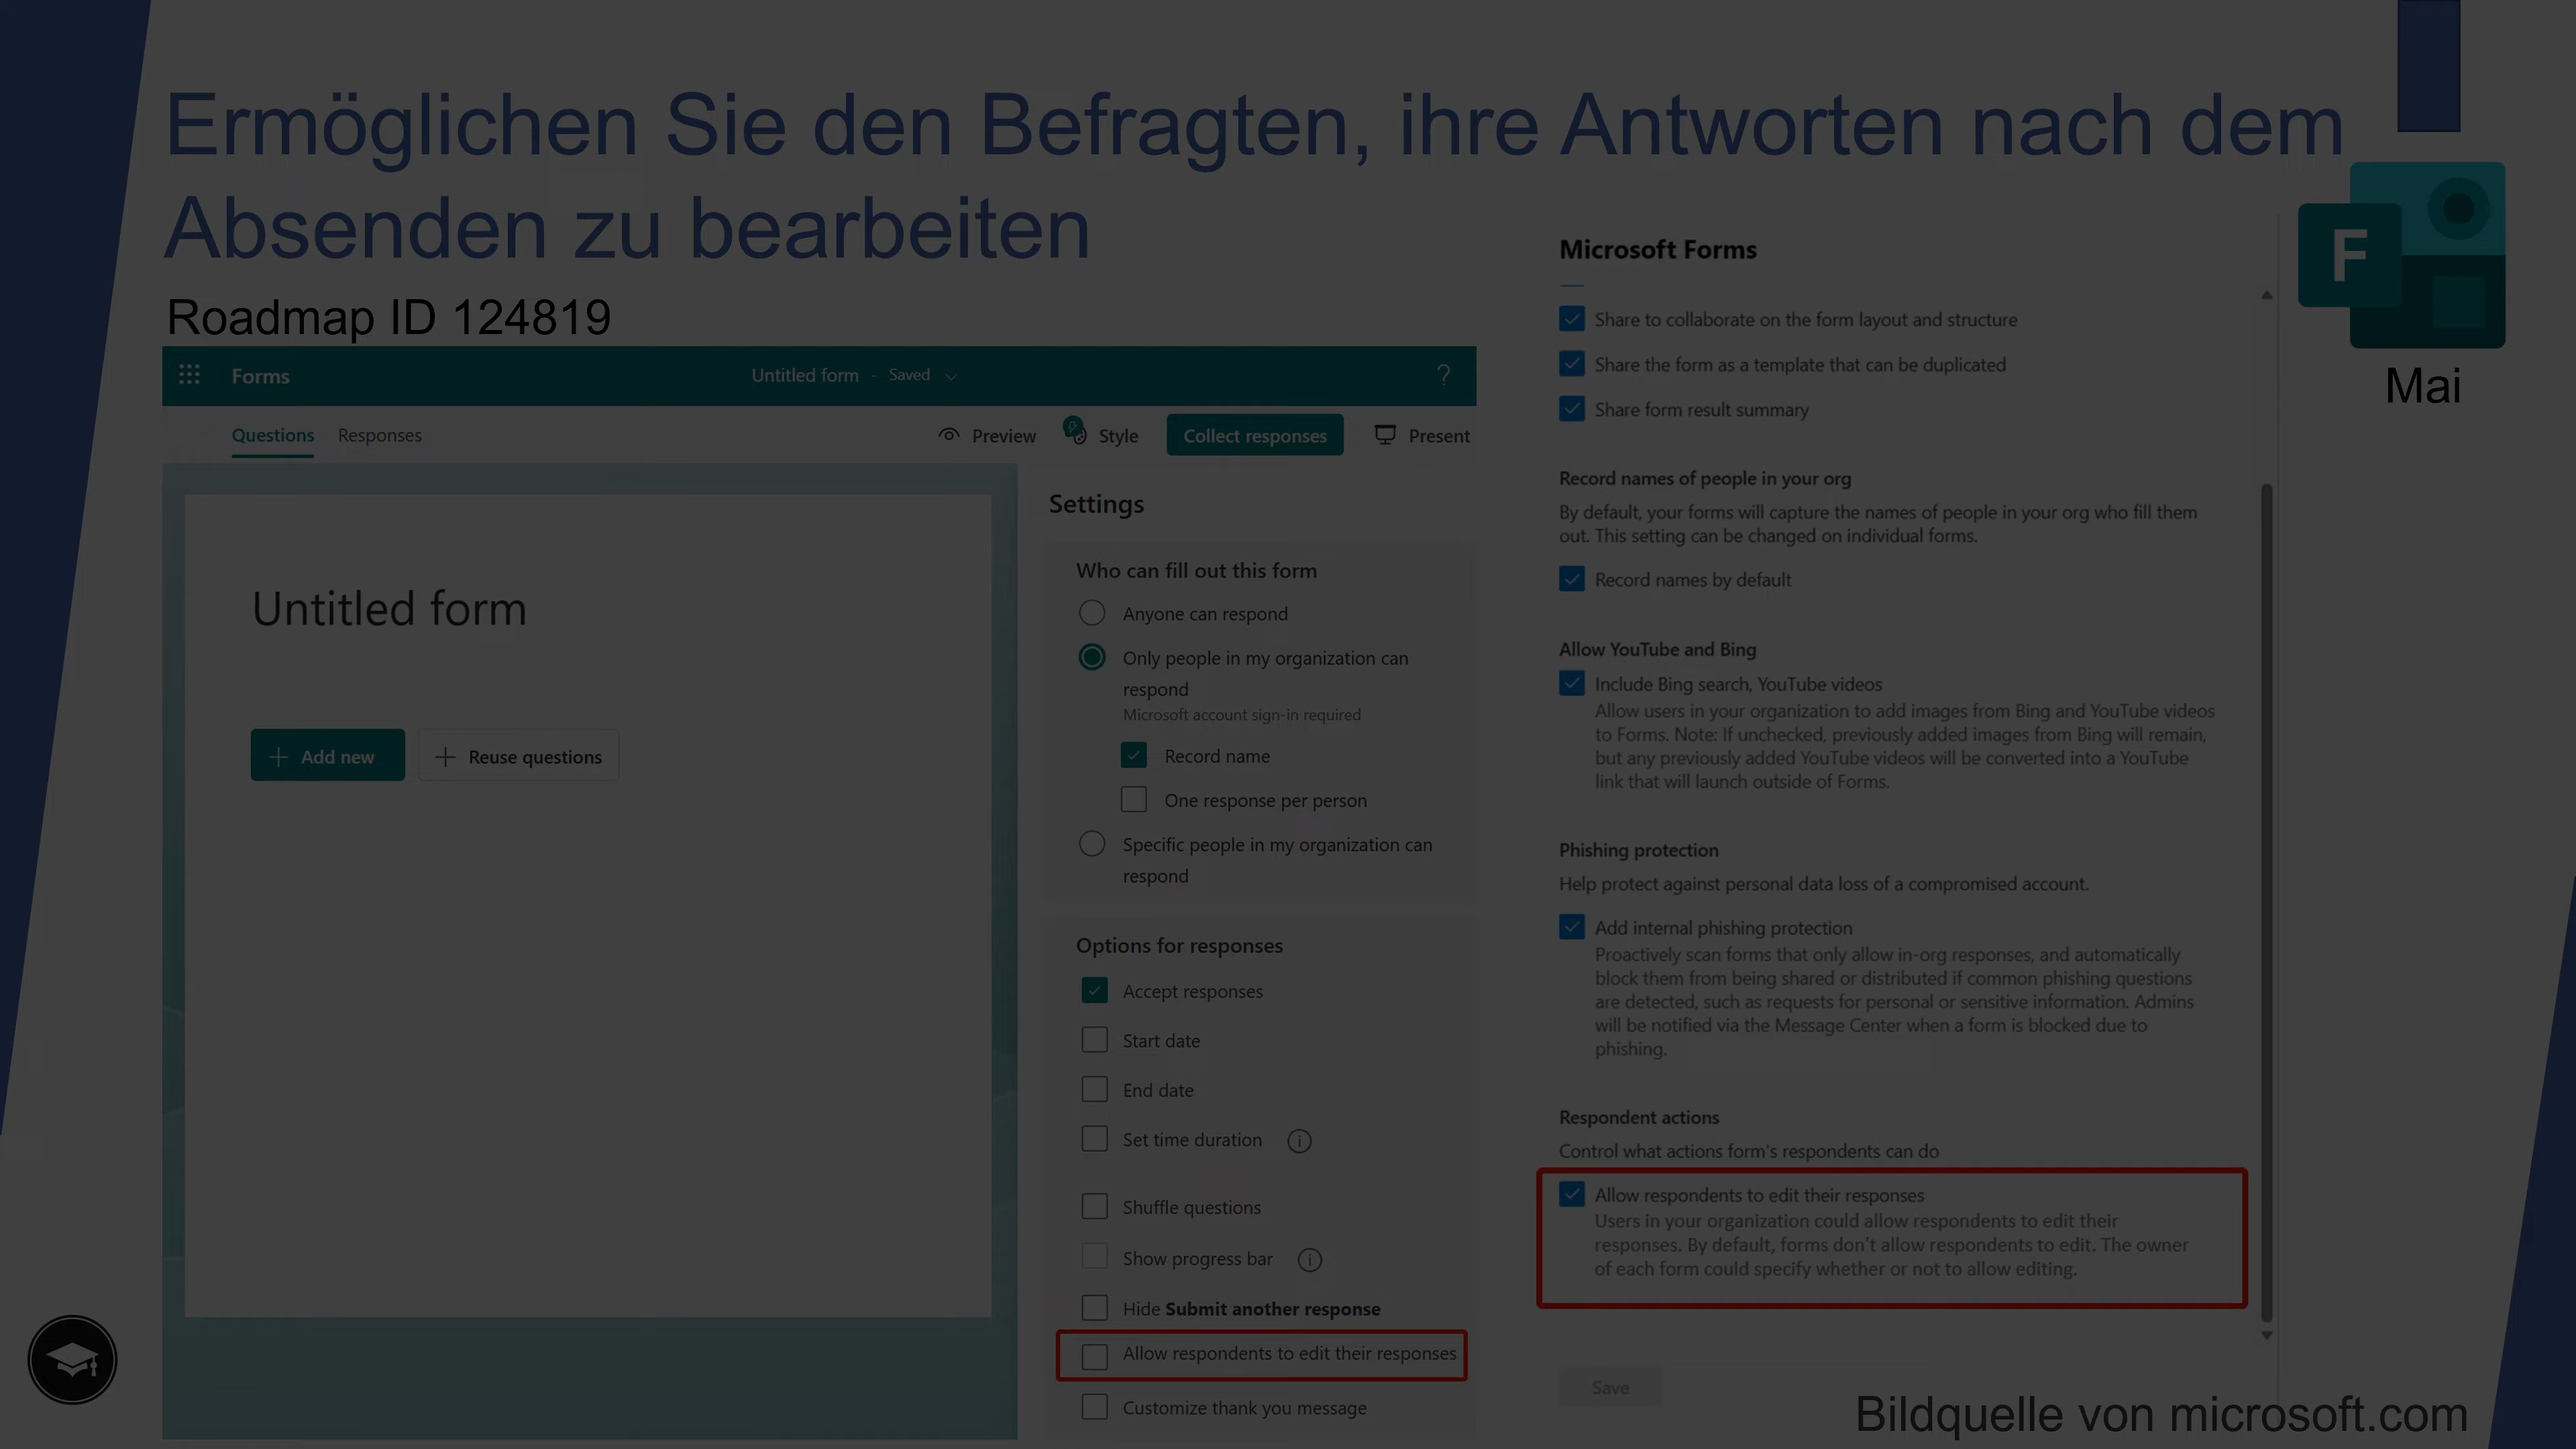 Ermöglichen Sie den Befragten, ihre Antworten nach dem
Absenden zu bearbeiten
Roadmap ID 124819
F
Mai
Forms
Untitled form - Saved
?
Questions Responses
Preview Style Collect responses Present
Untitled form
Add new Reuse questions
Settings
Who can fill out this form
Anyone can respond
Only people in my organization can
respond
Microsoft account sign-in required
Record name
One response per person
Specific people in my organization can
respond
Options for responses
Accept responses
Start date
End date
Set time duration
Shuffle questions
Show progress bar
Hide Submit another response
Allow respondents to edit their responses
Customize thank you message
Microsoft Forms
Share to collaborate on the form layout and structure
Share the form as a template that can be duplicated
Share form result summary
Record names of people in your org
By default, your forms will capture the names of people in your org who fill them
out. This setting can be changed on individual forms.
Record names by default
Allow YouTube and Bing
Include Bing search, YouTube videos
Allow users in your organization to add images from Bing and YouTube videos
to Forms. Note: If unchecked, previously added images from Bing will remain,
but any previously added YouTube videos will be converted into a YouTube
link that will launch outside of Forms.
Phishing protection
Help protect against personal data loss of a compromised account.
Add internal phishing protection
Proactively scan forms that only allow in-org responses, and automatically
block them from being shared or distributed if common phishing questions
are detected, such as requests for personal or sensitive information. Admins
will be notified via the Message Center when a form is blocked due to
phishing.
Respondent actions
Control what actions form's respondents can do
Allow respondents to edit their responses
Users in your organization could allow respondents to edit their
responses. By default, forms don't allow respondents to edit. The owner
of each form could specify whether or not to allow editing.
Save
Bildquelle von microsoft.com